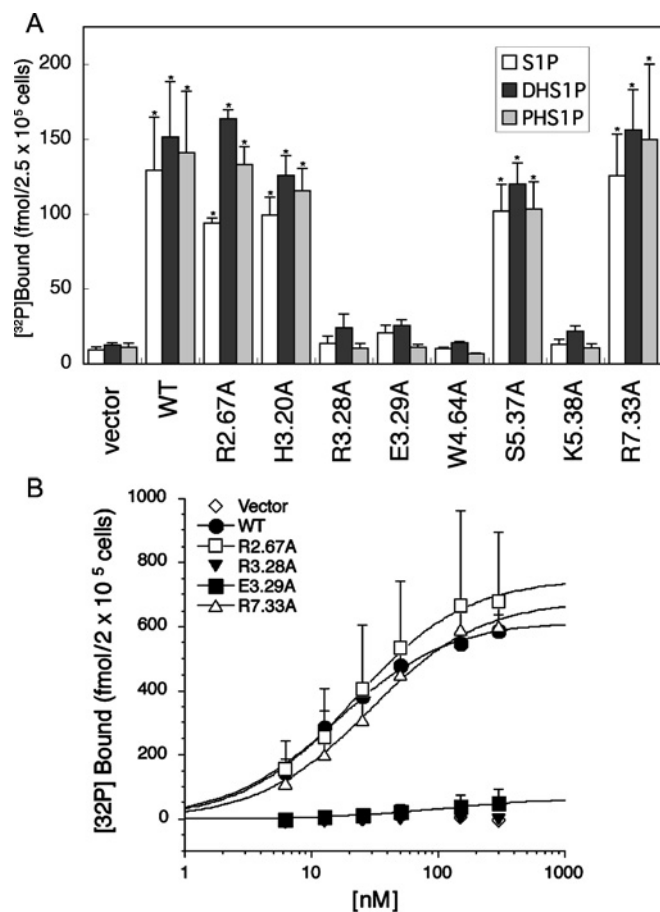 A
[³²P]Bound (fmol/2.5 x 10⁵ cells)
200
150
100
50
0
S1P
DHS1P
PHS1P
* * * * * * * * * * * * * * *
vector
WT
R2.67A
H3.20A
R3.28A
E3.29A
W4.64A
S5.37A
K5.38A
R7.33A
B
[32P] Bound (fmol/2 x 10⁵ cells)
1000
800
600
400
200
0
Vector
WT
R2.67A
R3.28A
E3.29A
R7.33A
1 10 100 1000
[nM]